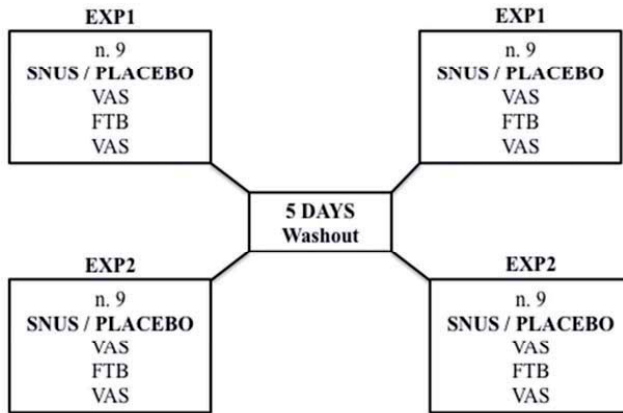 EXP1
n. 9
SNUS / PLACEBO
VAS
FTB
VAS
EXP1
n. 9
SNUS / PLACEBO
VAS
FTB
VAS
5 DAYS
Washout
EXP2
n. 9
SNUS / PLACEBO
VAS
FTB
VAS
EXP2
n. 9
SNUS / PLACEBO
VAS
FTB
VAS